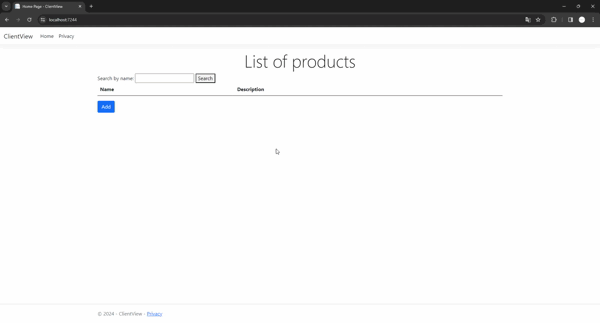 Home Page - ClientView
localhost:7244
ClientView Home Privacy
List of products
Search by name: Search
Name Description
Add
© 2024 - ClientView - Privacy